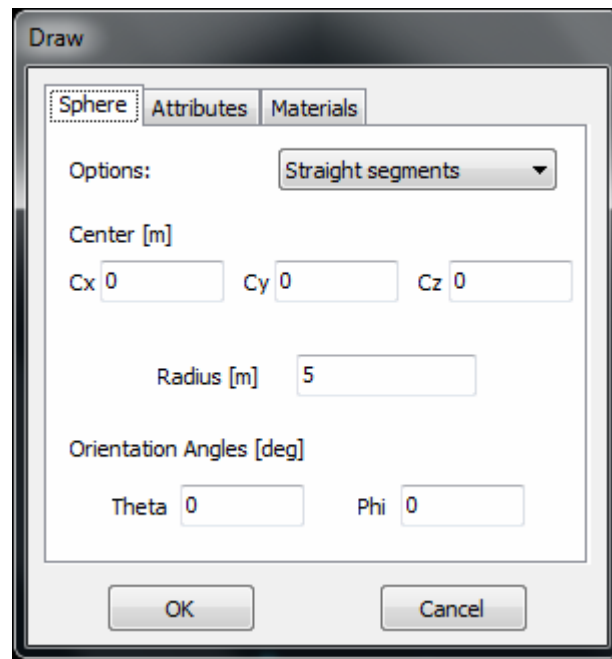 Draw
Sphere Attributes Materials
Options: Straight segments
Center [m]
Cx 0 Cy 0 Cz 0
Radius [m] 5
Orientation Angles [deg]
Theta 0 Phi 0
OK Cancel